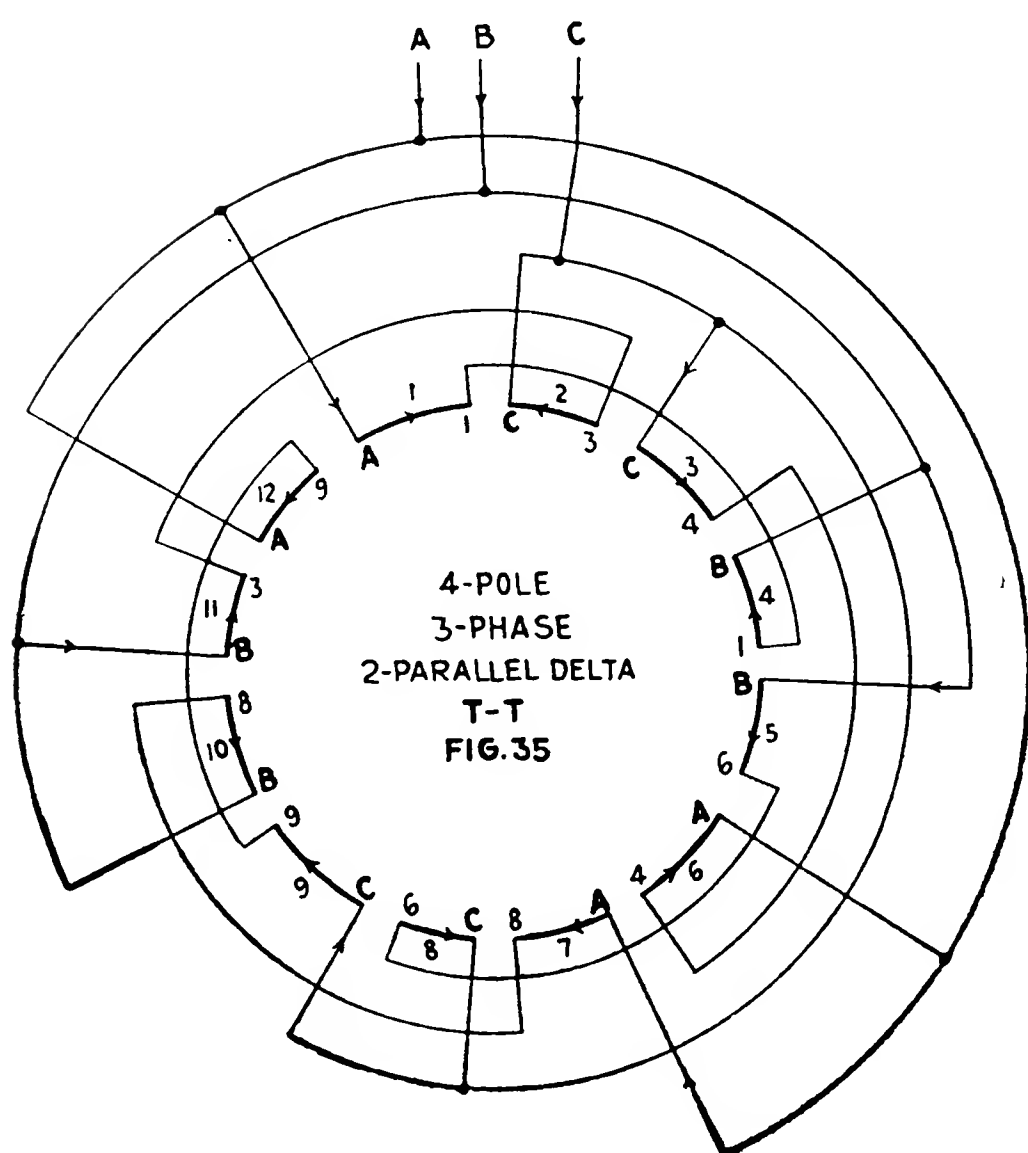 A B C
1 2
A 1 C 3
C 3
4
12 9
A
B
4
3
11
B
1
B
5
6
8
10
B
A
4 6
9
9 C
6 C 8 A
8 7
4-POLE
3-PHASE
2-PARALLEL DELTA
T-T
FIG.35